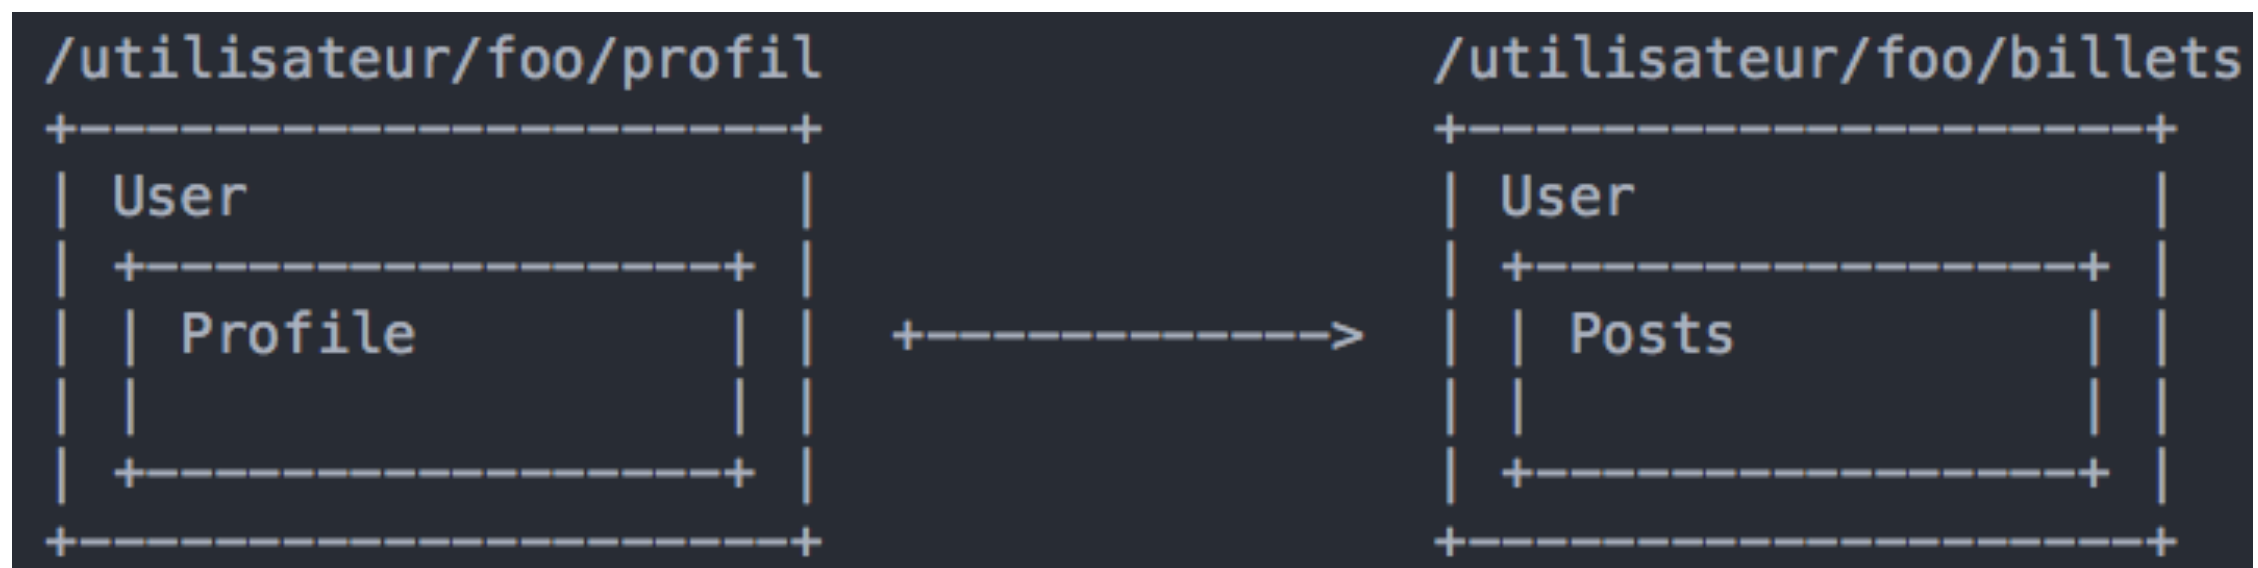 /utilisateur/foo/profil                  /utilisateur/foo/billets
+---------------------+                  +--------------------+
| User                |                  | User               |
| +-----------------+ |                  | +----------------+ |
| | Profile         | |  +------------>  | | Posts          | |
| |                 | |                  | |                | |
| +-----------------+ |                  | +----------------+ |
+---------------------+                  +--------------------+